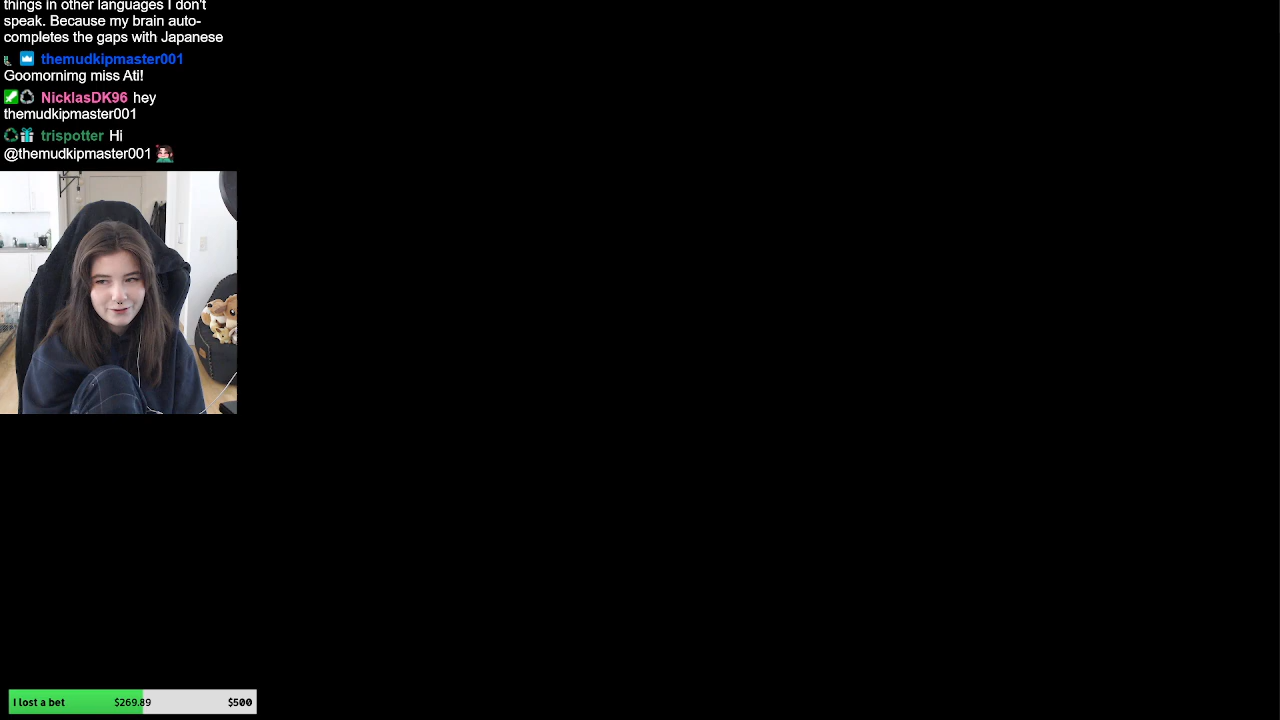 things in other languages I don't
speak. Because my brain auto-
completes the gaps with Japanese
themudkipmaster001
Goomornimg miss Ati!
NicklasDK96 hey
themudkipmaster001
trispotter Hi
@themudkipmaster001
I lost a bet $269.89 $500